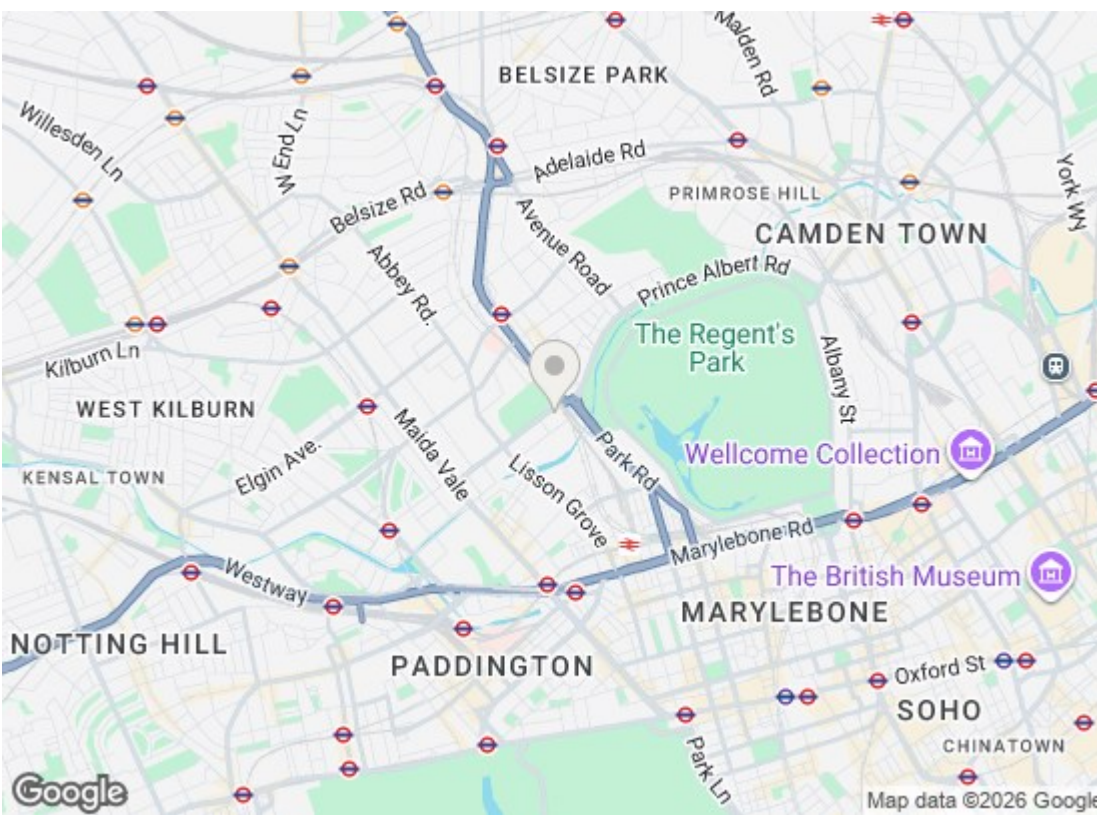 Malden Rd
BELSIZE PARK
Willesden Ln
W End Ln
Adelaide Rd
York Wy
PRIMROSE HILL
Belsize Rd
Avenue Road
CAMDEN TOWN
Abbey Rd.
Prince Albert Rd
The Regent's
Park
Kilburn Ln
Albany St
WEST KILBURN
Maida Vale
Elgin Ave.
Park Rd
Wellcome Collection
KENSAL TOWN
Lisson Grove
Marylebone Rd
Westway
The British Museum
MARYLEBONE
NOTTING HILL
PADDINGTON
Oxford St
SOHO
CHINATOWN
Park Ln
Google
Map data ©2026 Google